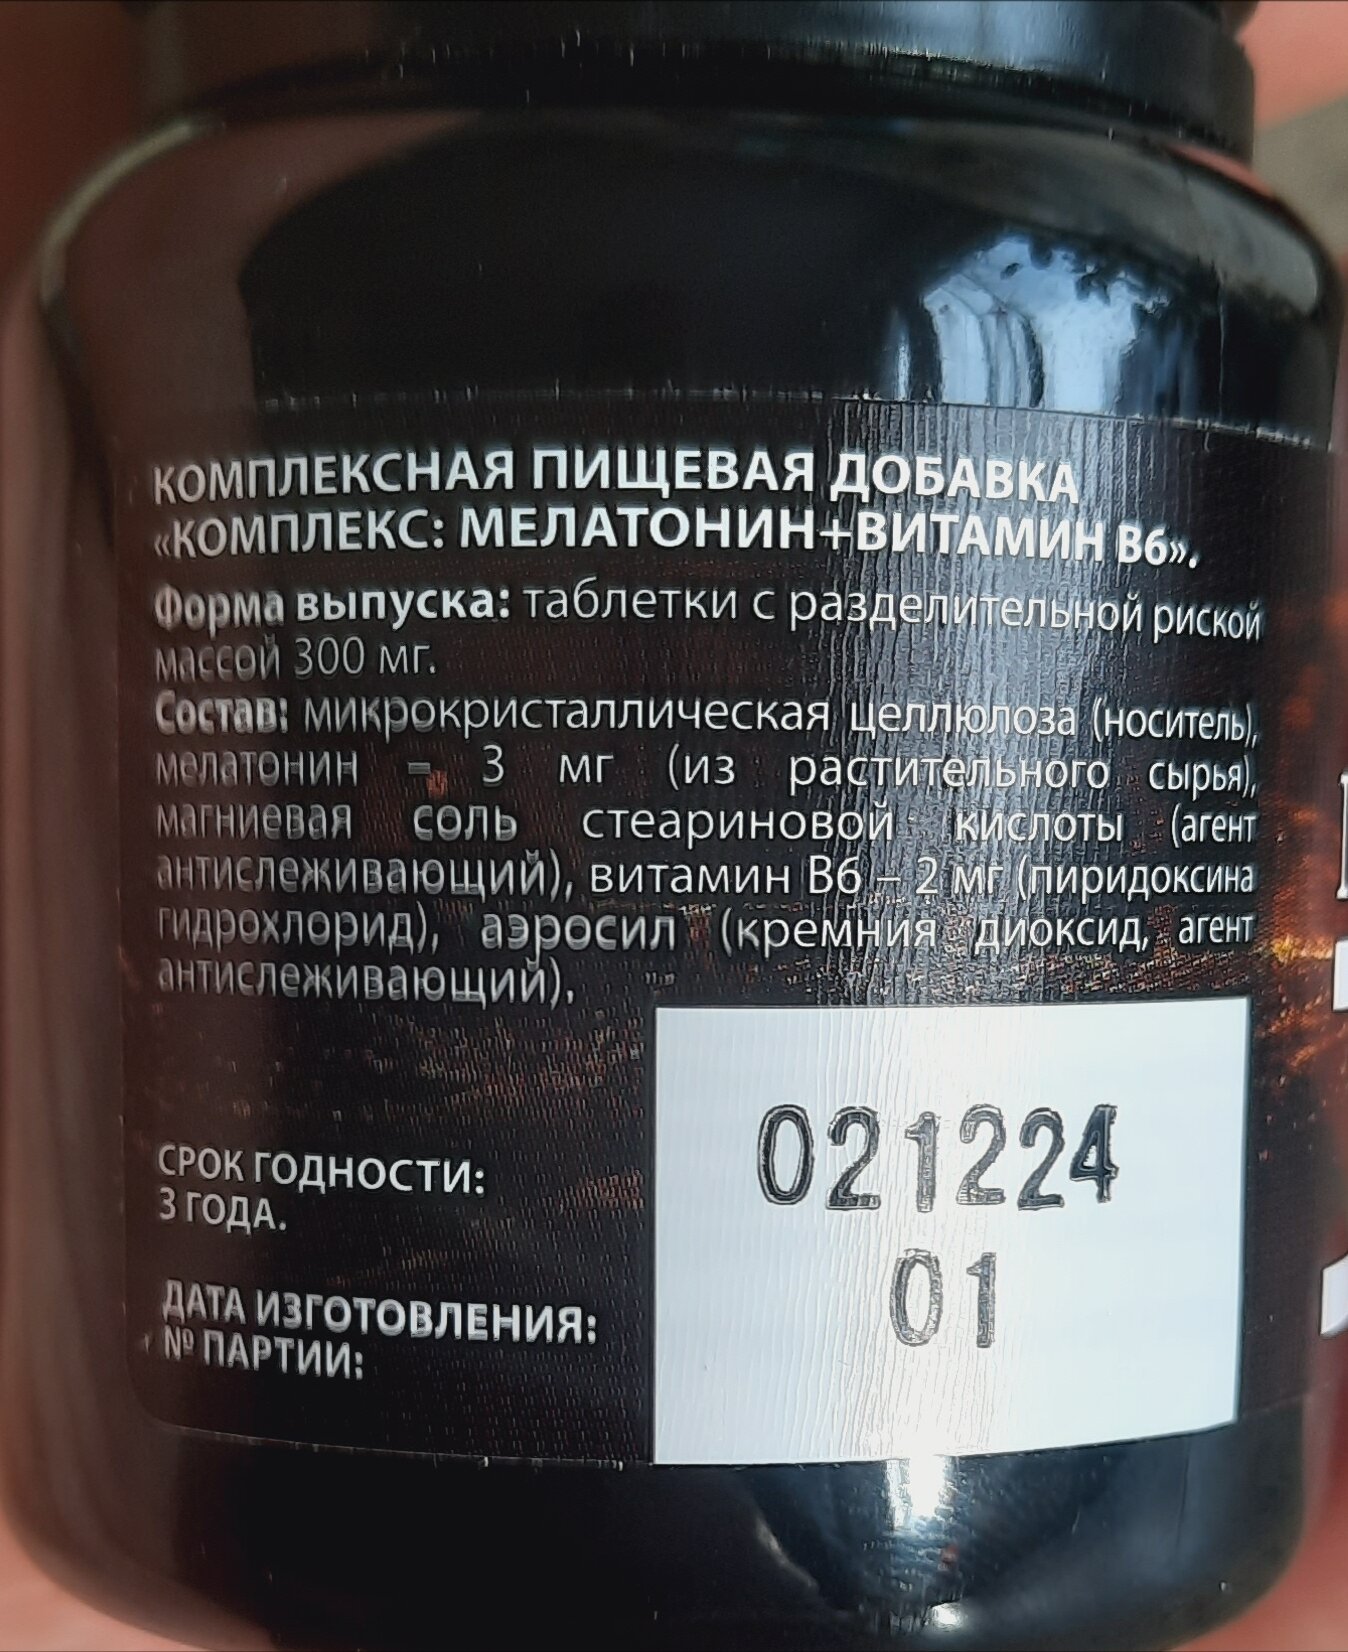 КОМПЛЕКСНАЯ ПИЩЕВАЯ ДОБАВКА
«КОМПЛЕКС: МЕЛАТОНИН+ВИТАМИН В6».
Форма выпуска: таблетки с разделительной риской
массой 300 мг.
Состав: микрокристаллическая целлюлоза (носитель),
мелатонин – 3 мг (из растительного сырья),
магниевая соль стеариновой кислоты (агент
антислеживающий), витамин В6 – 2 мг (пиридоксина
гидрохлорид), аэросил (кремния диоксид, агент
антислеживающий).
СРОК ГОДНОСТИ:
3 ГОДА.
ДАТА ИЗГОТОВЛЕНИЯ:
№ ПАРТИИ:
021224
01